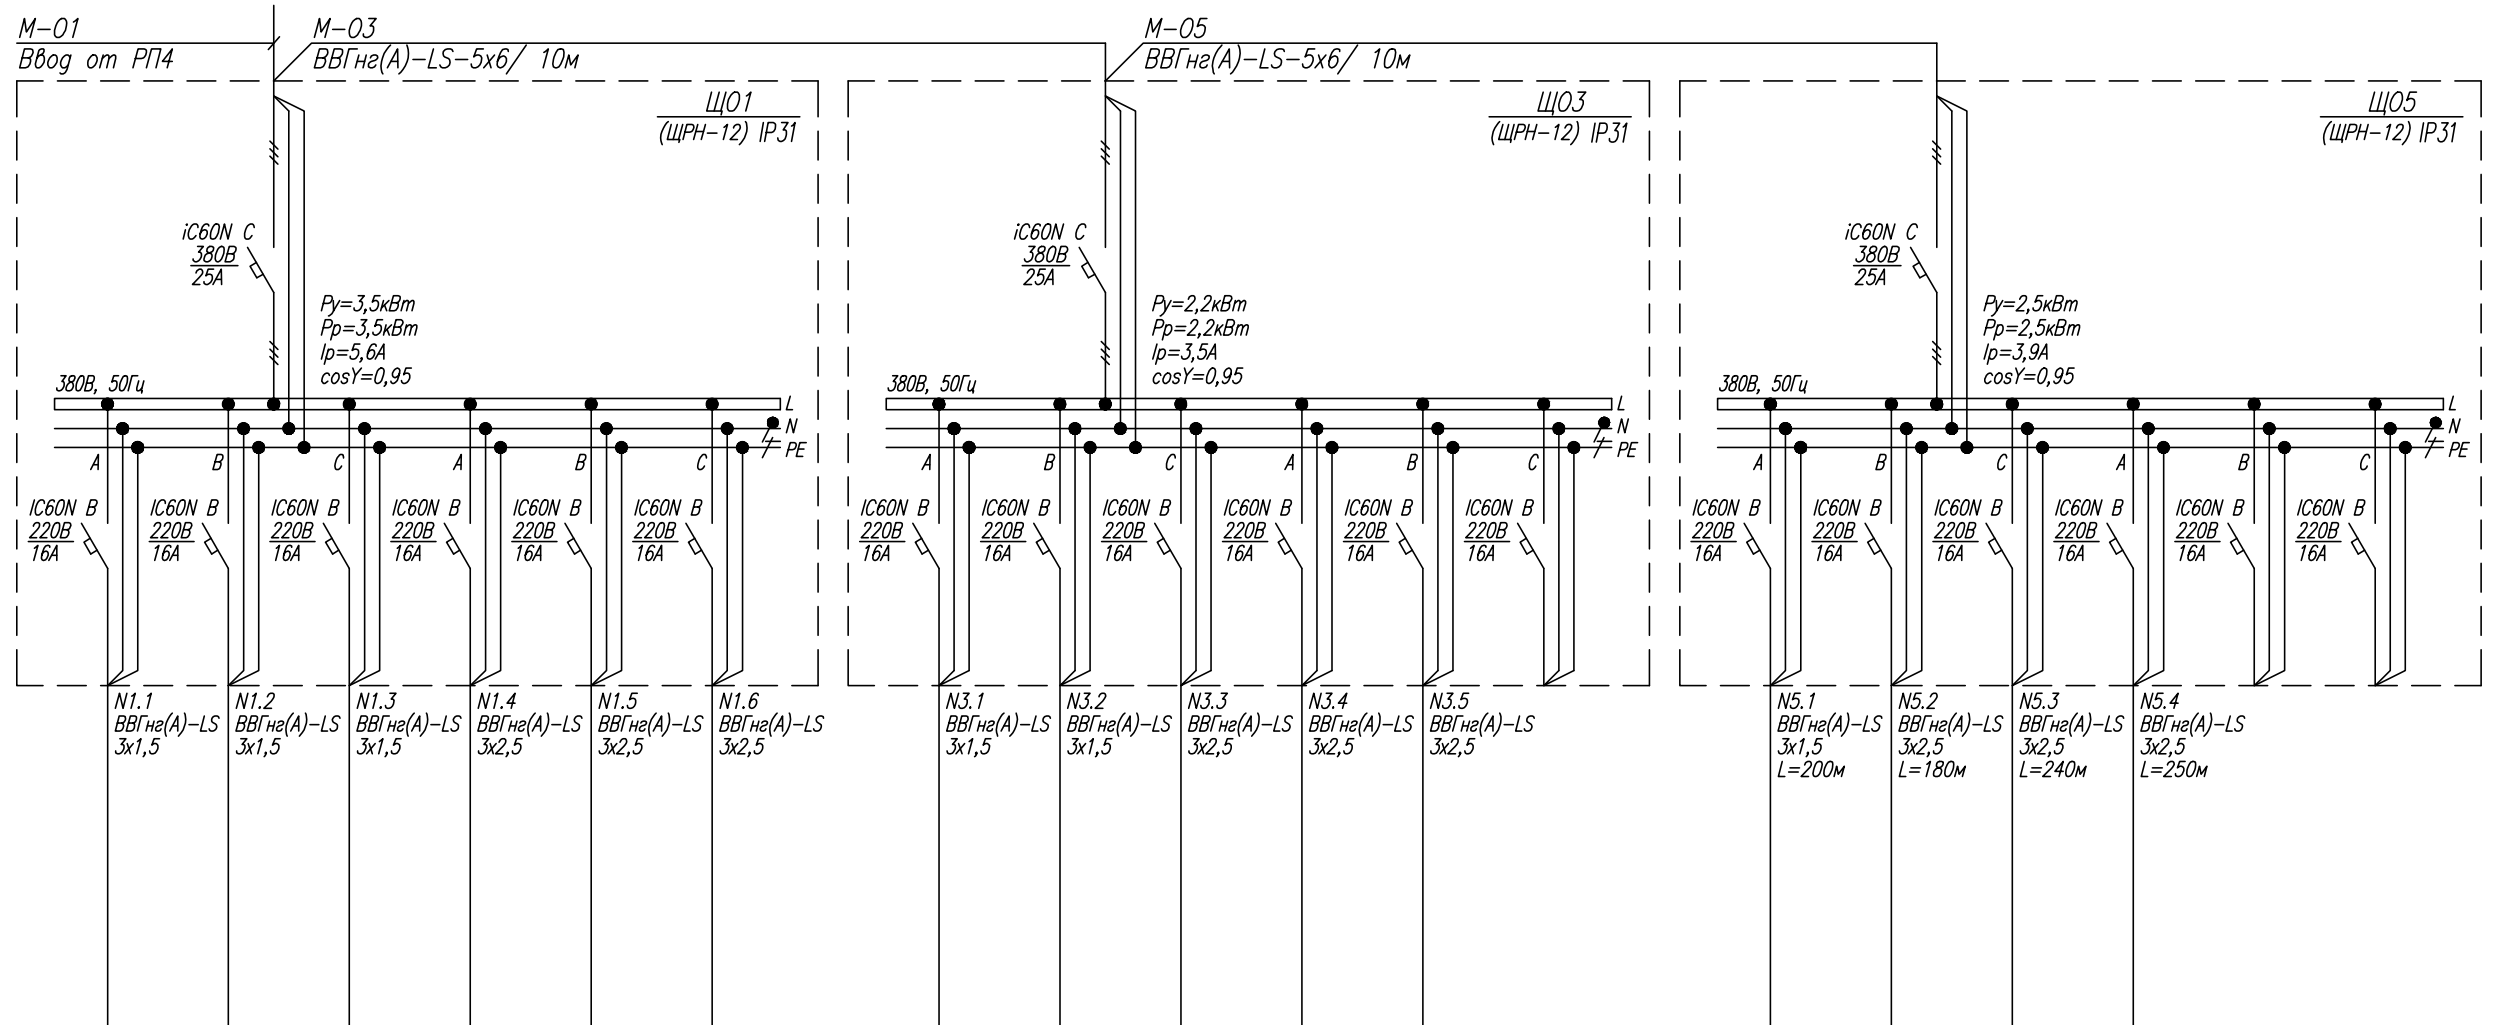 М-01
Ввод от РП4
М-03
ВВГнг(А)-LS-5х6/ 10м
М-05
ВВГнг(А)-LS-5х6/ 10м
ЩО1
(ЩРН-12) IP31
iC60N C
380В
25А
Ру=3,5кВт
Рр=3,5кВт
Iр=5,6А
cosY=0,95
380В, 50Гц
L
N
PE
A
B
C
A
B
C
IC60N B
220В
16А
IC60N B
220В
16А
IC60N B
220В
16А
IC60N B
220В
16А
IC60N B
220В
16А
IC60N B
220В
16А
N1.1
ВВГнг(А)-LS
3х1,5
N1.2
ВВГнг(А)-LS
3х1,5
N1.3
ВВГнг(А)-LS
3х1,5
N1.4
ВВГнг(А)-LS
3х2,5
N1.5
ВВГнг(А)-LS
3х2,5
N1.6
ВВГнг(А)-LS
3х2,5
ЩО3
(ЩРН-12) IP31
iC60N C
380В
25А
Ру=2,2кВт
Рр=2,2кВт
Iр=3,5А
cosY=0,95
380В, 50Гц
L
N
PE
A
B
C
A
B
C
IC60N B
220В
16А
IC60N B
220В
16А
IC60N B
220В
16А
IC60N B
220В
16А
IC60N B
220В
16А
IC60N B
220В
16А
N3.1
ВВГнг(А)-LS
3х1,5
N3.2
ВВГнг(А)-LS
3х1,5
N3.3
ВВГнг(А)-LS
3х2,5
N3.4
ВВГнг(А)-LS
3х2,5
N3.5
ВВГнг(А)-LS
3х2,5
ЩО5
(ЩРН-12) IP31
iC60N C
380В
25А
Ру=2,5кВт
Рр=2,5кВт
Iр=3,9А
cosY=0,95
380В, 50Гц
L
N
PE
A
B
C
A
B
C
IC60N B
220В
16А
IC60N B
220В
16А
IC60N B
220В
16А
IC60N B
220В
16А
IC60N B
220В
16А
IC60N B
220В
16А
N5.1
ВВГнг(А)-LS
3х1,5
L=200м
N5.2
ВВГнг(А)-LS
3х2,5
L=180м
N5.3
ВВГнг(А)-LS
3х2,5
L=240м
N5.4
ВВГнг(А)-LS
3х2,5
L=250м